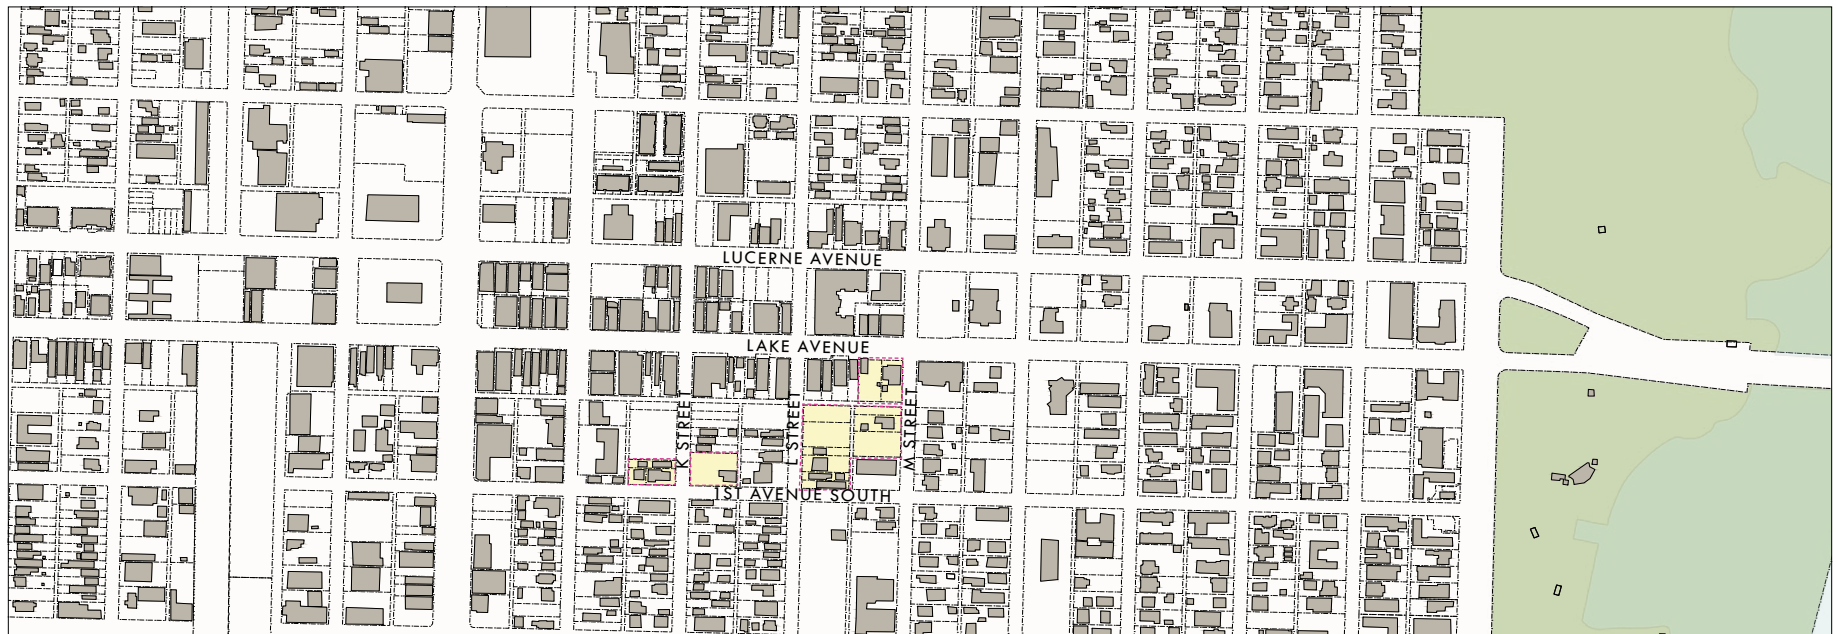 LUCERNE AVENUE
LAKE AVENUE
K STREET
L STREET
M STREET
1ST AVENUE SOUTH